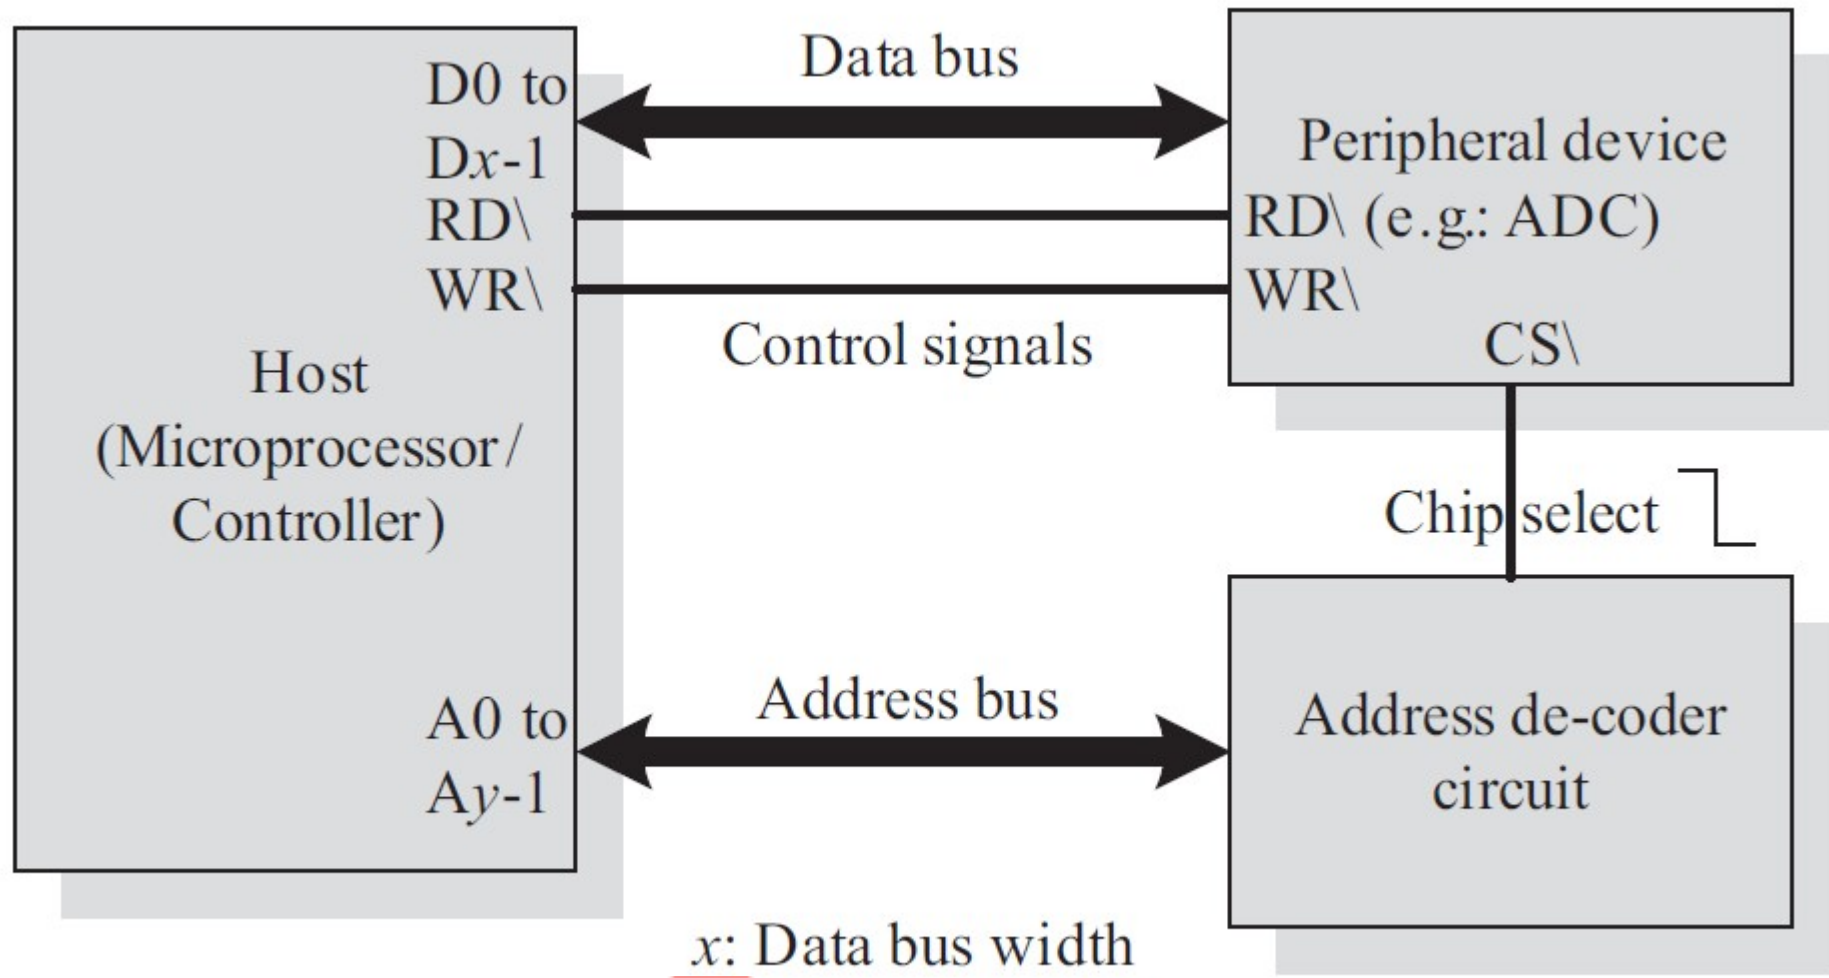 D0 to
Dx-1
RD\
WR\
Host
(Microprocessor/
Controller)
A0 to
Ay-1
Data bus
Control signals
Address bus
Peripheral device
RD\ (e.g.: ADC)
WR\
CS\
Chip select
Address de-coder
circuit
x: Data bus width